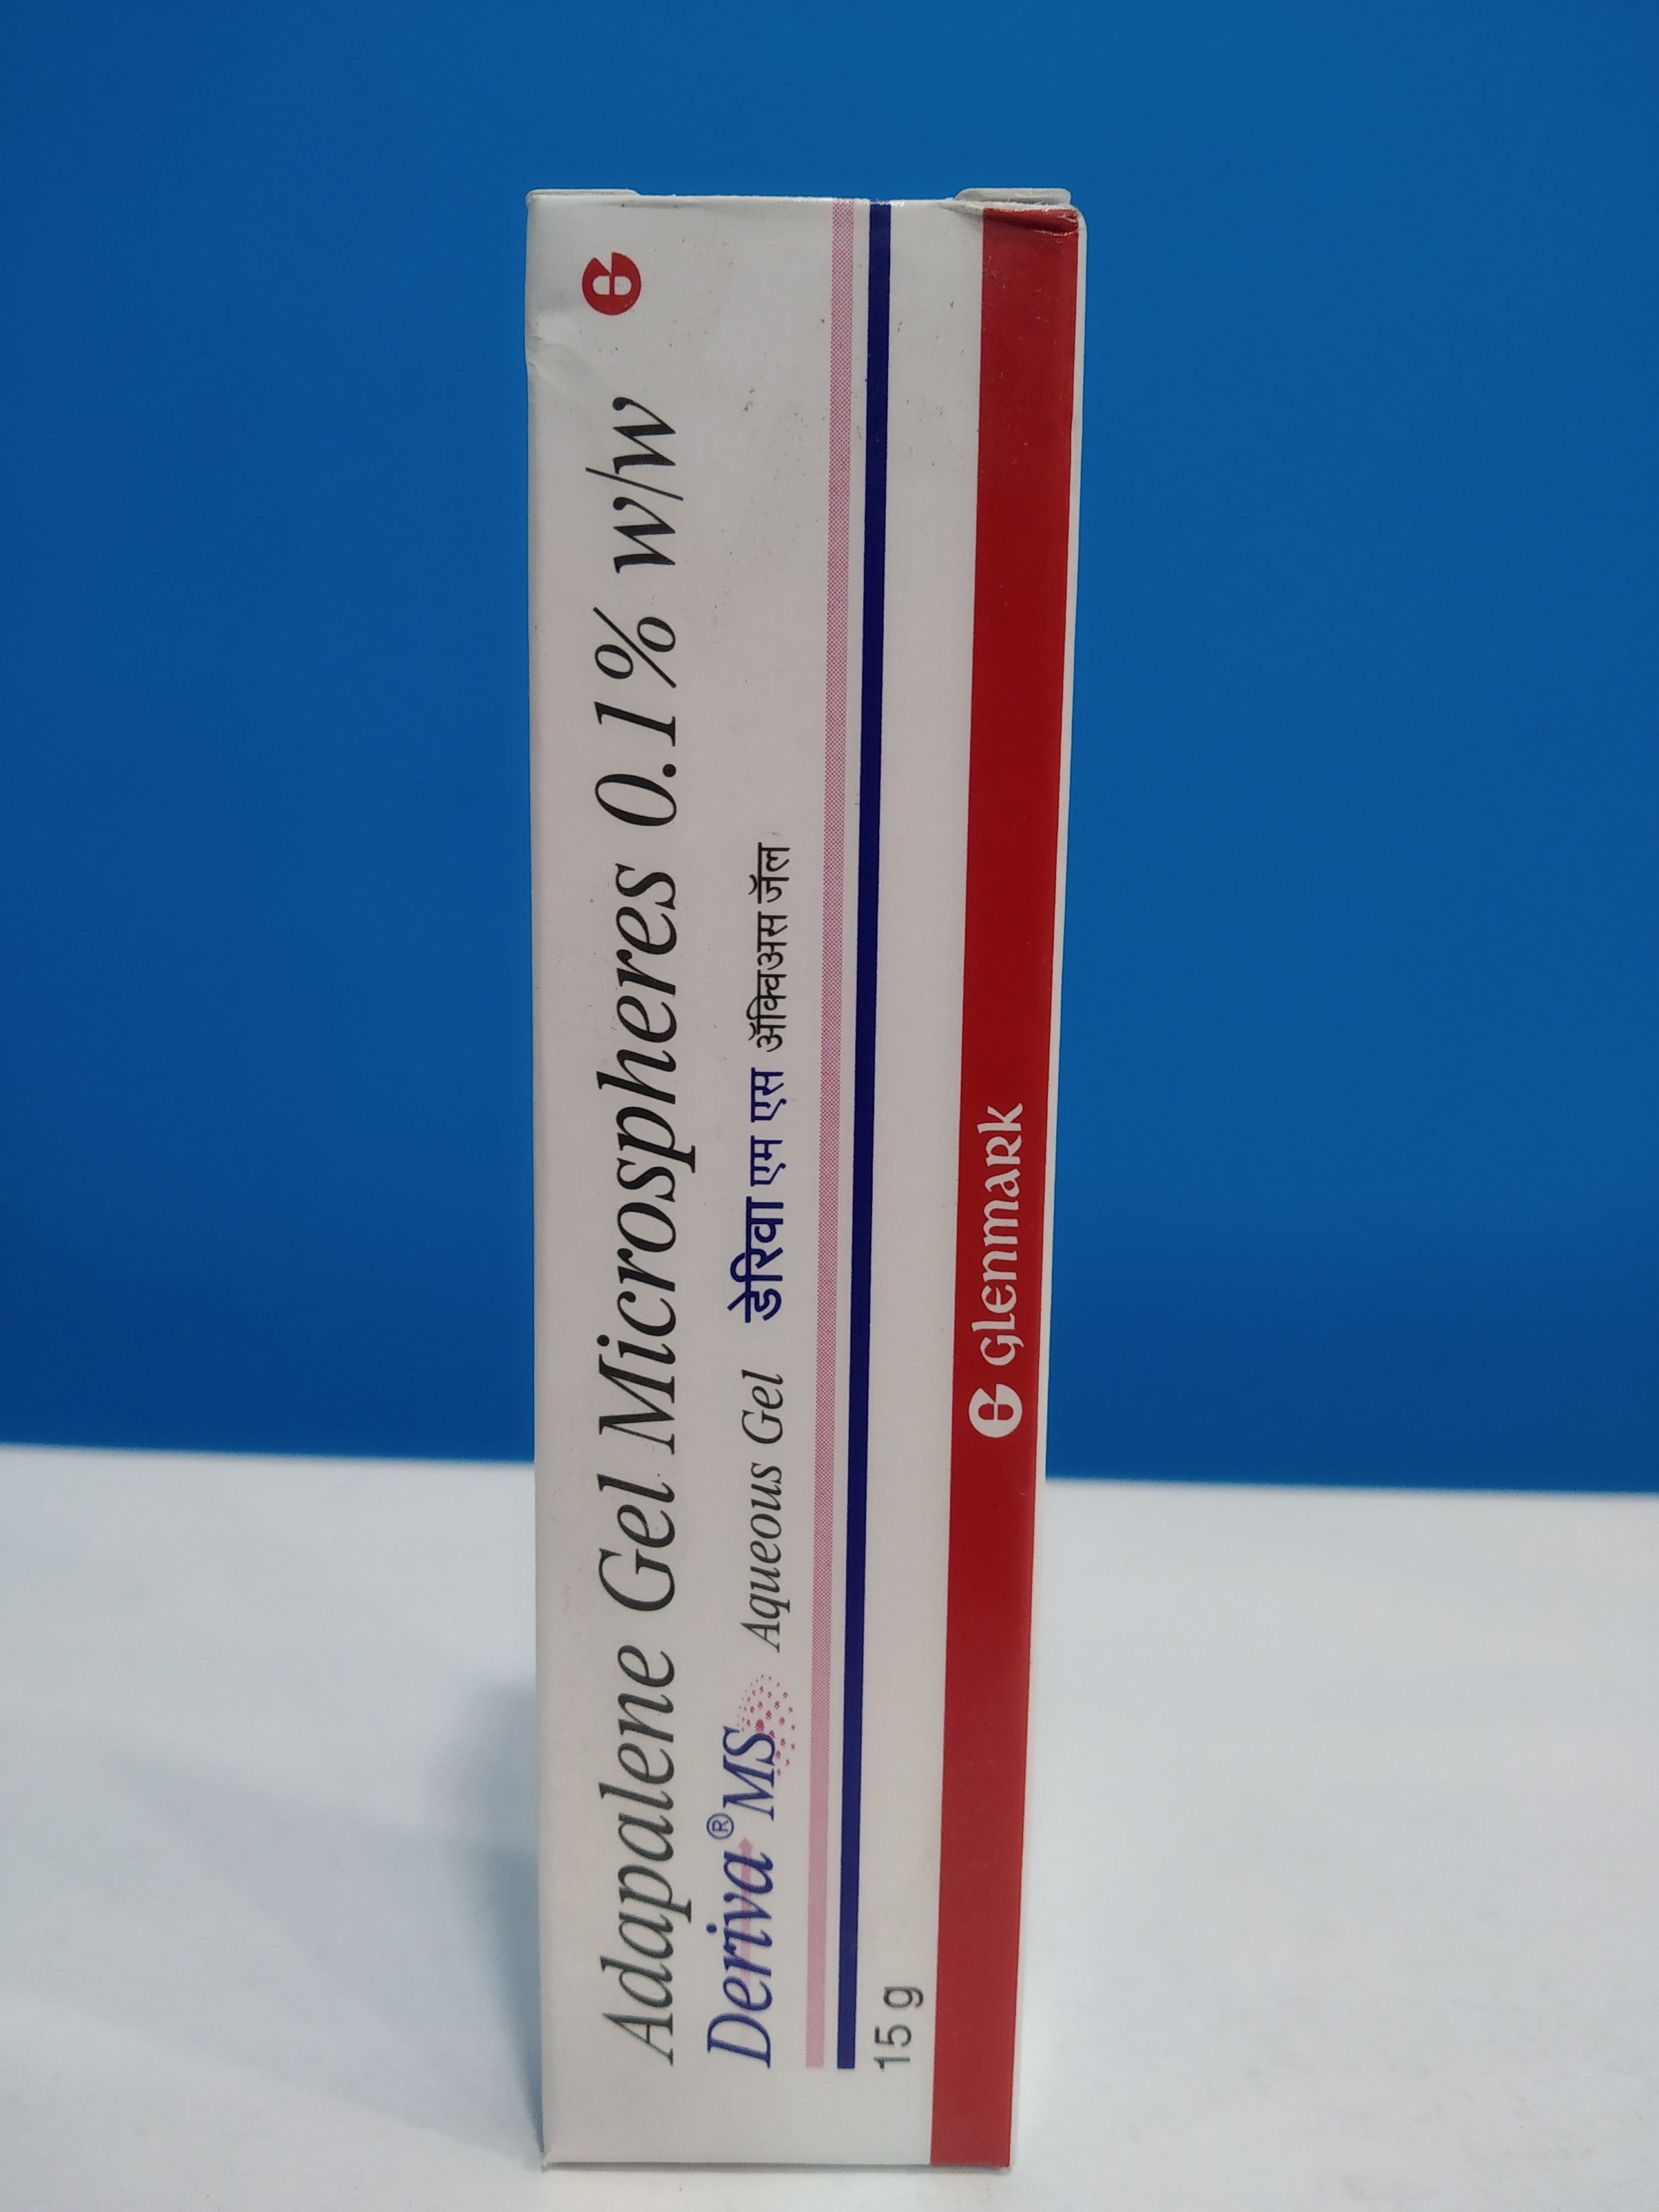 Adapalene Gel Microspheres 0.1% w/w
Deriva® MS Aqueous Gel डेरिवा एम एस ॲक्विअस जॅल
15 g
Glenmark